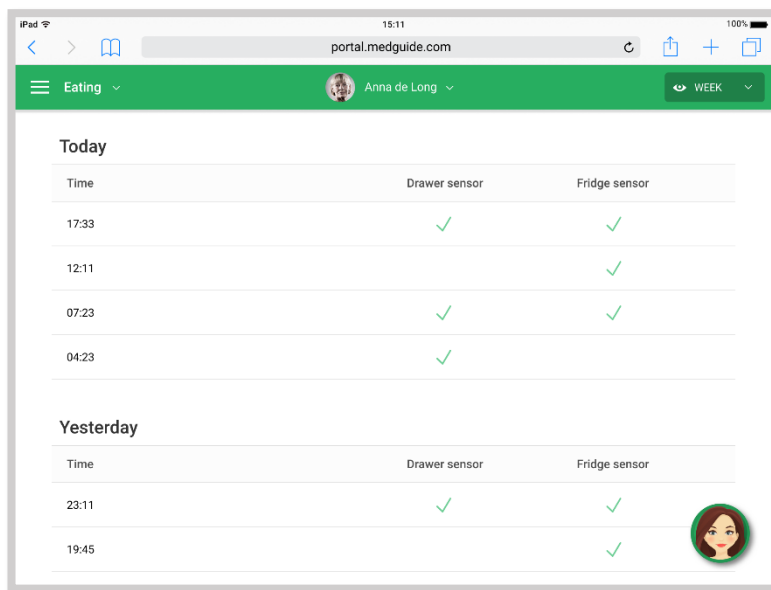 iPad 15:11 100%
portal.medguide.com
Eating Anna de Long WEEK
Today
Time Drawer sensor Fridge sensor
17:33
12:11
07:23
04:23
Yesterday
Time Drawer sensor Fridge sensor
23:11
19:45